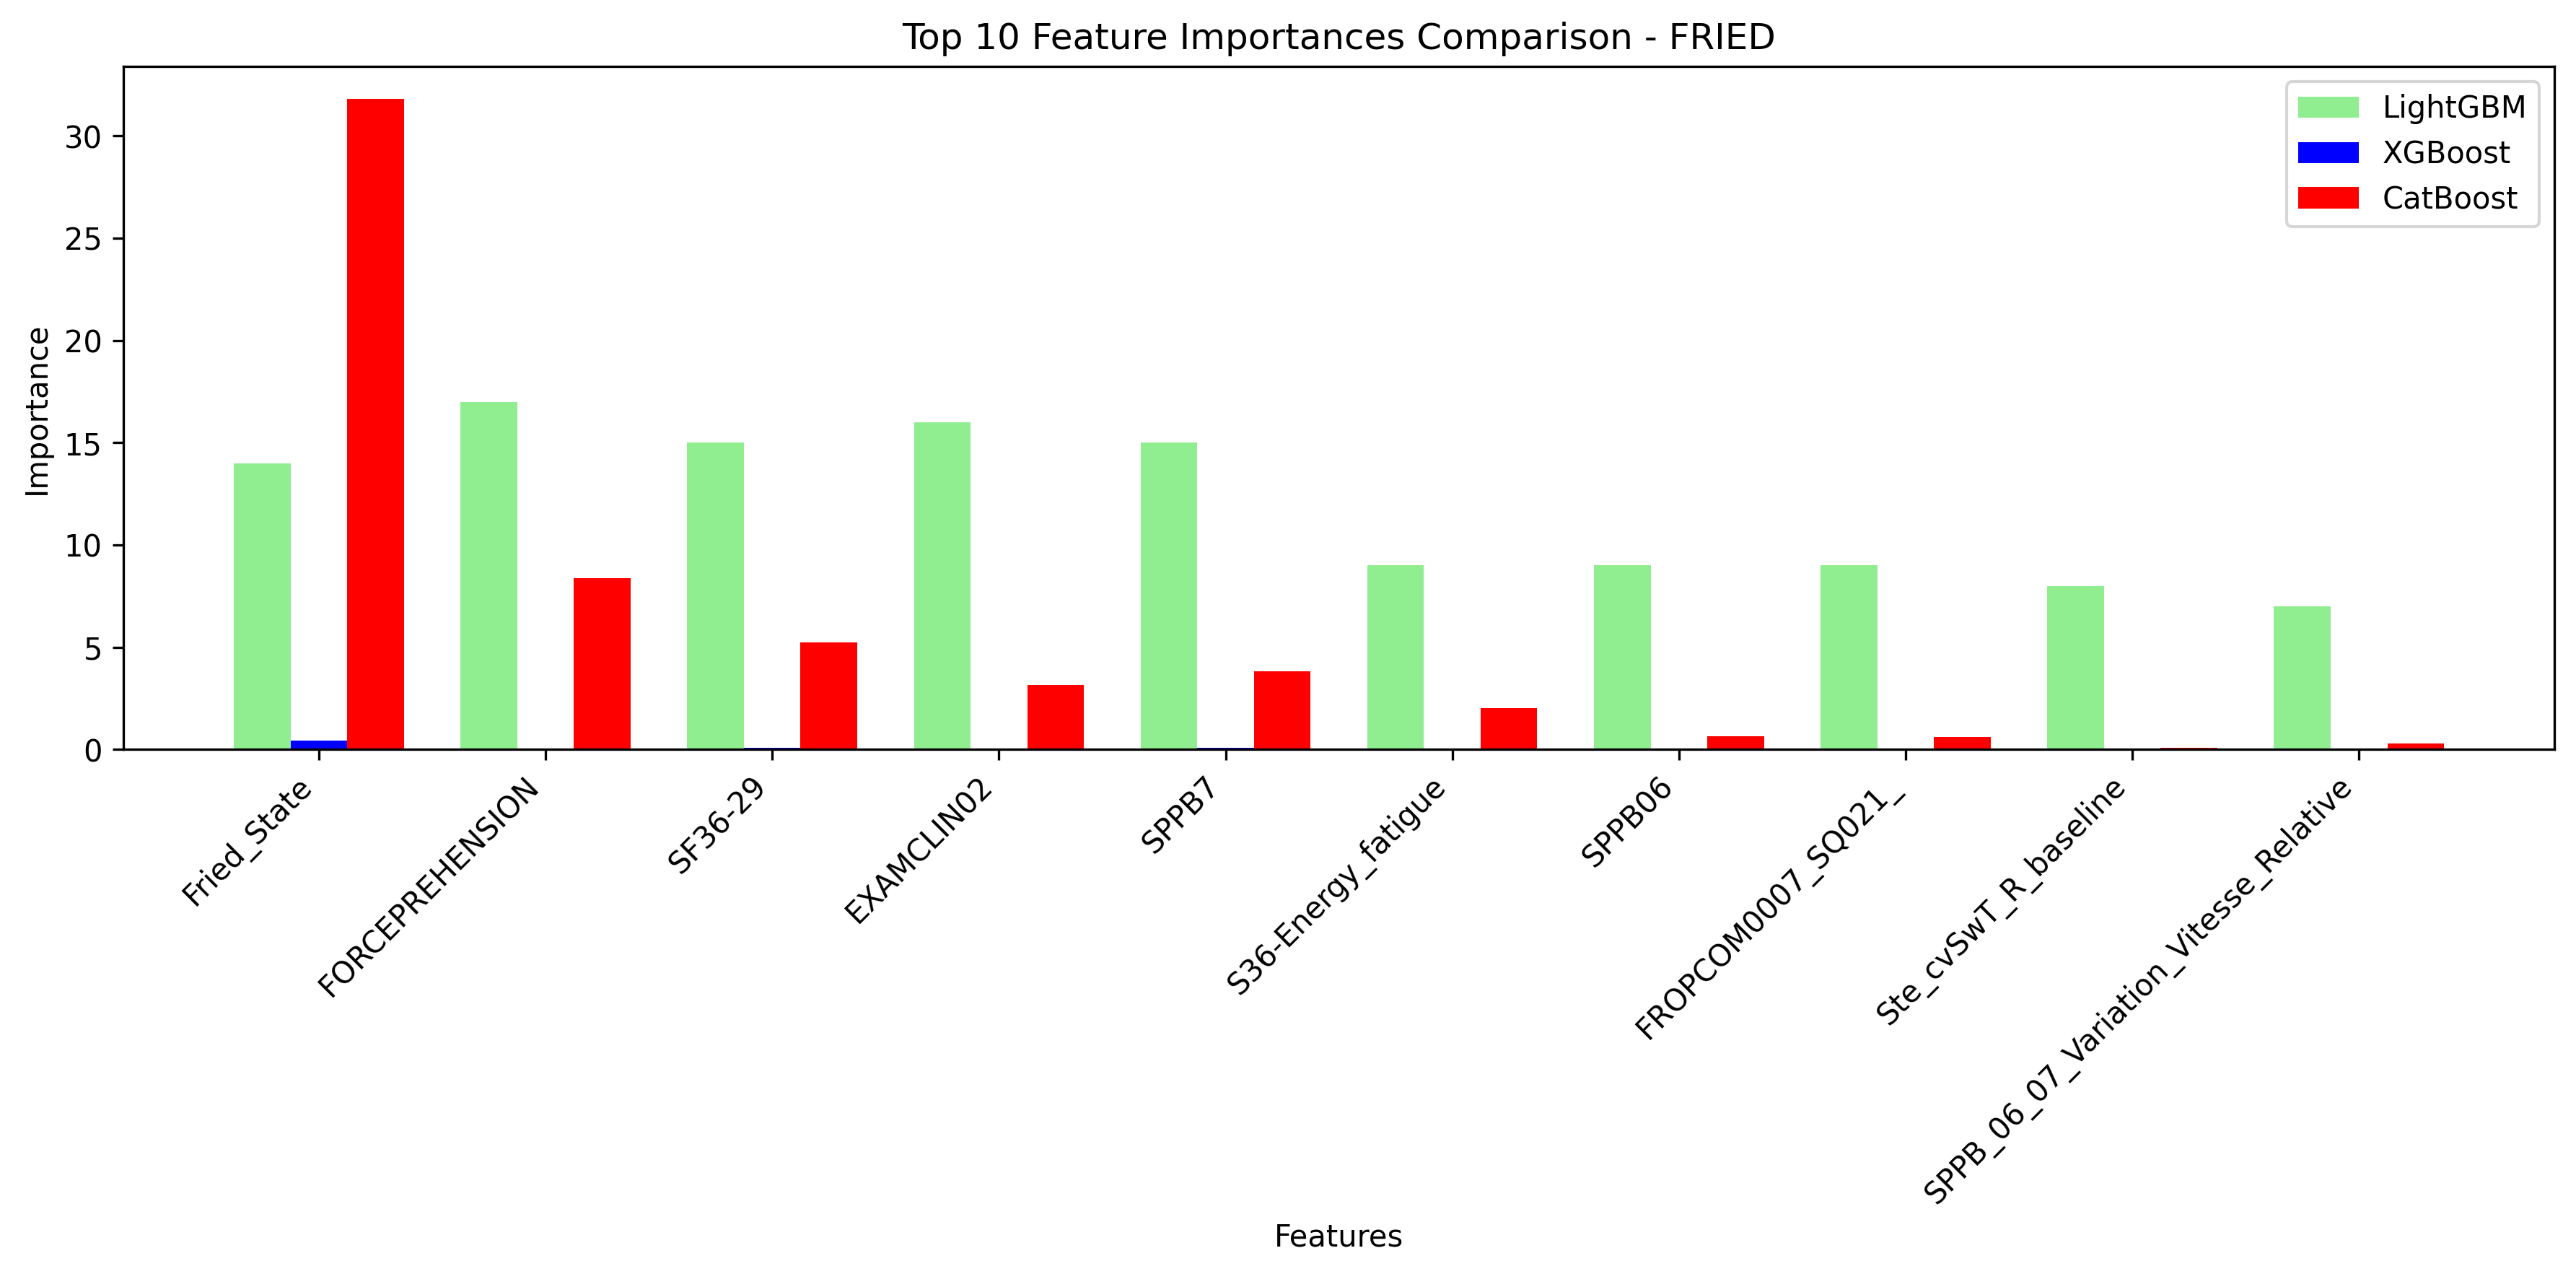 Top 10 Feature Importances Comparison - FRIED
LightGBM
XGBoost
CatBoost
Importance
30
25
20
15
10
5
0
Fried_State
FORCEPREHENSION
SF36-29
EXAMCLIN02
SPPB7
S36-Energy_fatigue
SPPB06
FROPCOM0007_SQ021_
Ste_cvSwT_R_baseline
SPPB_06_07_Variation_Vitesse_Relative
Features